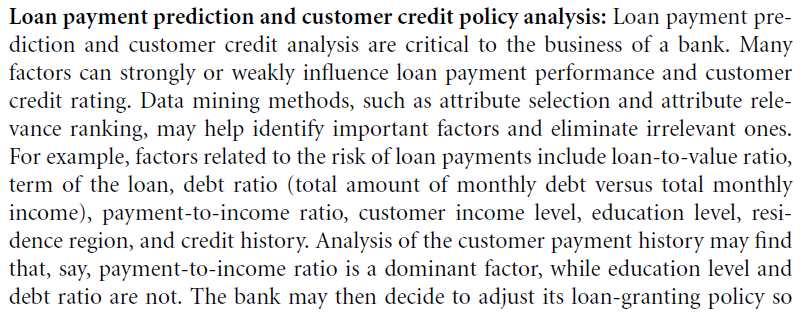 Loan payment prediction and customer credit policy analysis: Loan payment pre-
diction and customer credit analysis are critical to the business of a bank. Many
factors can strongly or weakly influence loan payment performance and customer
credit rating. Data mining methods, such as attribute selection and attribute rele-
vance ranking, may help identify important factors and eliminate irrelevant ones.
For example, factors related to the risk of loan payments include loan-to-value ratio,
term of the loan, debt ratio (total amount of monthly debt versus total monthly
income), payment-to-income ratio, customer income level, education level, resi-
dence region, and credit history. Analysis of the customer payment history may find
that, say, payment-to-income ratio is a dominant factor, while education level and
debt ratio are not. The bank may then decide to adjust its loan-granting policy so